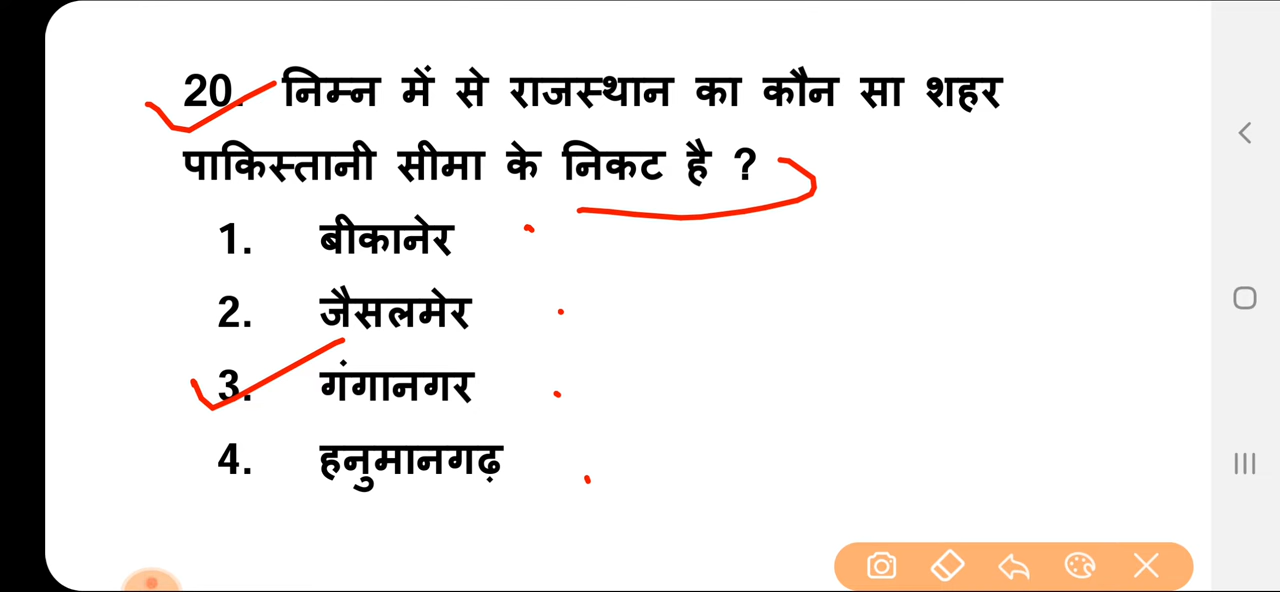 20. निम्न में से राजस्थान का कौन सा शहर
पाकिस्तानी सीमा के निकट है ?
1. बीकानेर
2. जैसलमेर
3. गंगानगर
4. हनुमानगढ़